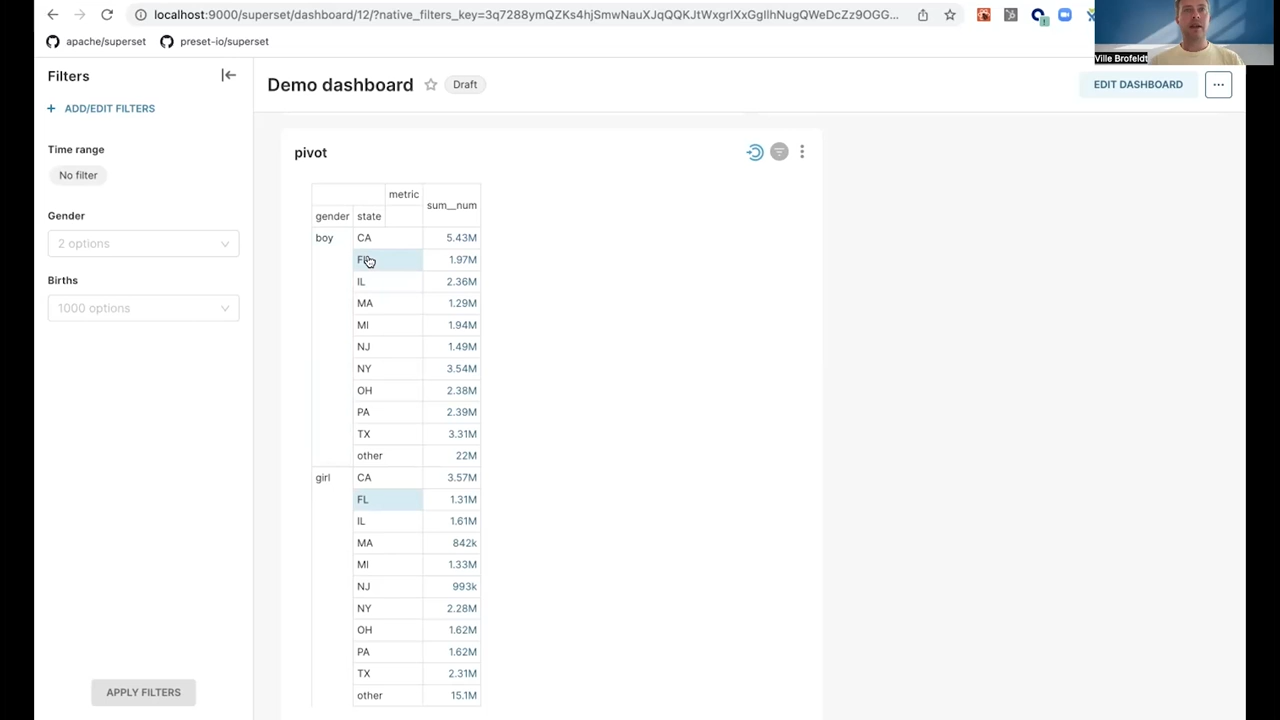 localhost:9000/superset/dashboard/12/?native_filters_key=3q7288ymQZKs4hjSmwNauXJqQQKJtWxgrIXxGgIlhNugQWeDcZz9OGG...
apache/superset preset-io/superset
Ville Brofeldt
Filters
+ ADD/EDIT FILTERS
Time range
No filter
Gender
2 options
Births
1000 options
APPLY FILTERS
Demo dashboard Draft
EDIT DASHBOARD ...
pivot
metric sum__num
gender state
boy CA 5.43M
FL 1.97M
IL 2.36M
MA 1.29M
MI 1.94M
NJ 1.49M
NY 3.54M
OH 2.38M
PA 2.39M
TX 3.31M
other 22M
girl CA 3.57M
FL 1.31M
IL 1.61M
MA 842k
MI 1.33M
NJ 993k
NY 2.28M
OH 1.62M
PA 1.62M
TX 2.31M
other 15.1M